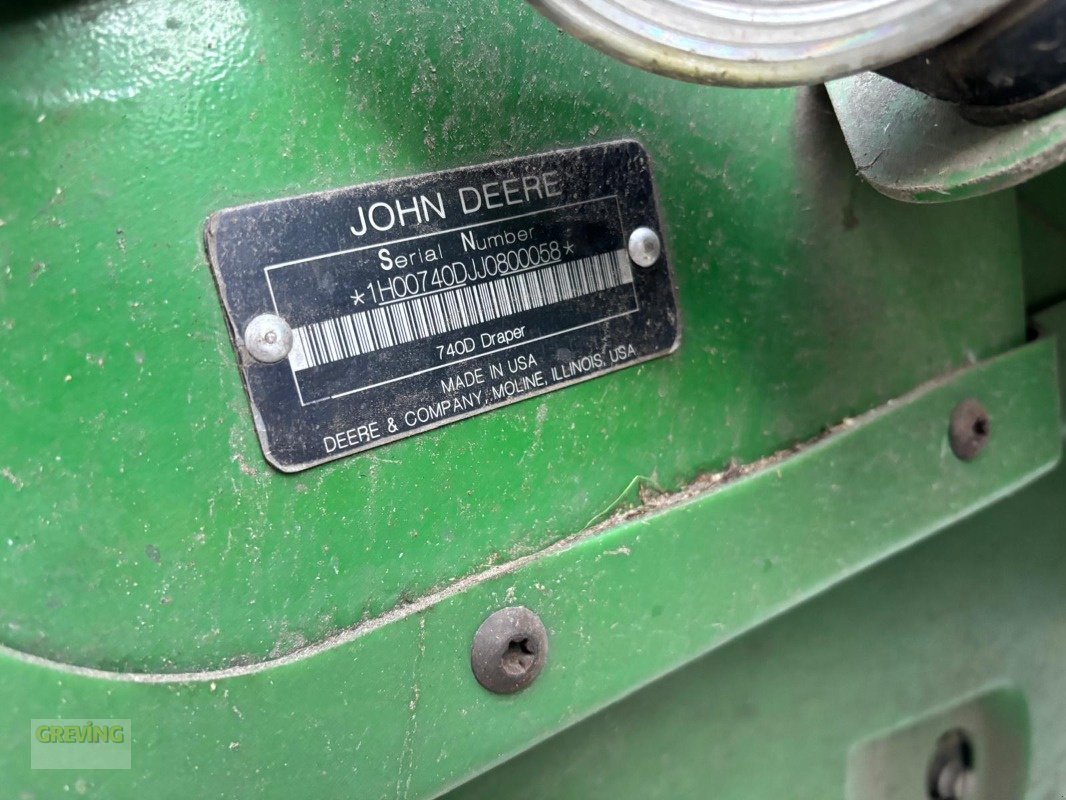 JOHN DEERE
Serial Number
*1H00740DJJ0800058*
740D Draper
MADE IN USA
DEERE & COMPANY, MOLINE, ILLINOIS, USA
GREVING